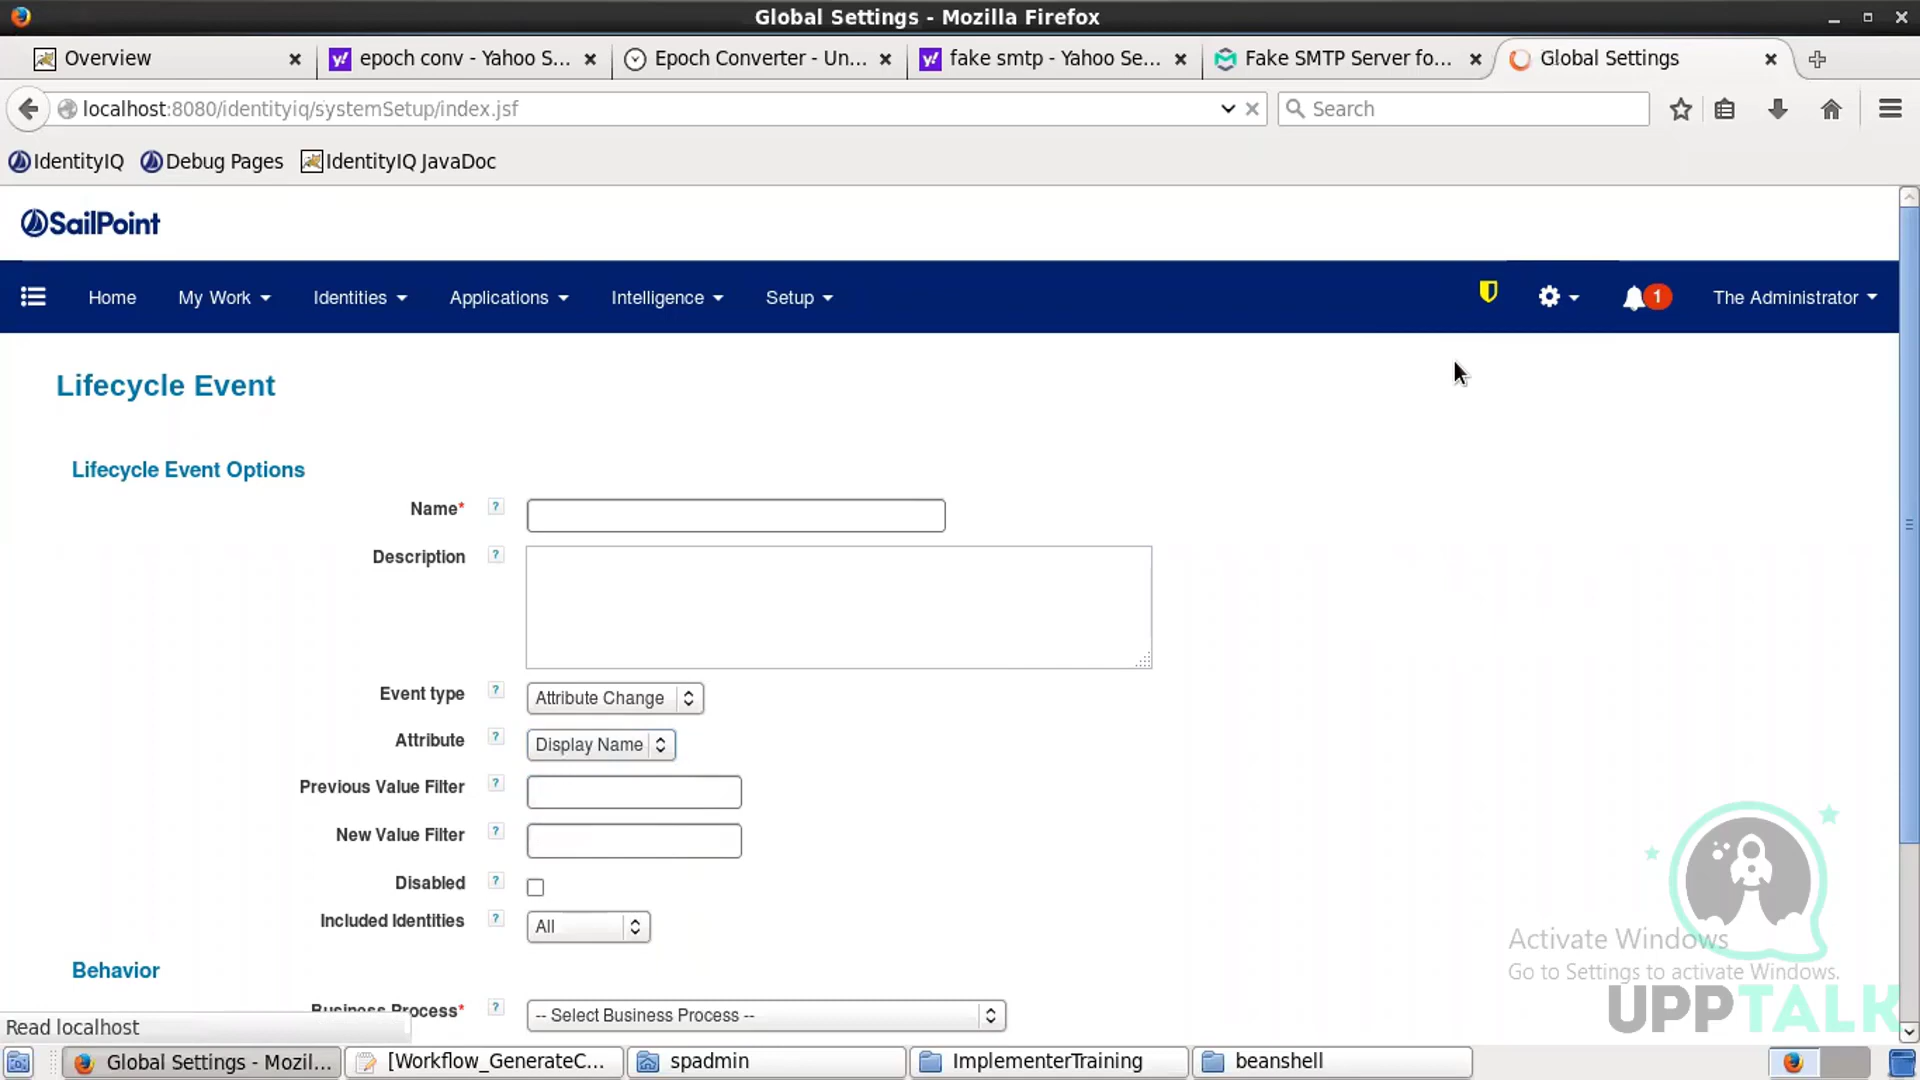 Global Settings - Mozilla Firefox
Overview
epoch conv - Yahoo S...
Epoch Converter - Un...
fake smtp - Yahoo Se...
Fake SMTP Server fo...
Global Settings
localhost:8080/identityiq/systemSetup/index.jsf
Search
IdentityIQ
Debug Pages
IdentityIQ JavaDoc
SailPoint
Home
My Work
Identities
Applications
Intelligence
Setup
1
The Administrator
Lifecycle Event
Lifecycle Event Options
Name*
?
Description
?
Event type
?
Attribute Change
Attribute
?
Display Name
Previous Value Filter
?
New Value Filter
?
Disabled
?
Included Identities
?
All
Behavior
Business Process*
?
-- Select Business Process --
Read localhost
Activate Windows
Go to Settings to activate Windows.
UPPTALK
Global Settings - Mozil...
[Workflow_GenerateC...
spadmin
ImplementerTraining
beanshell